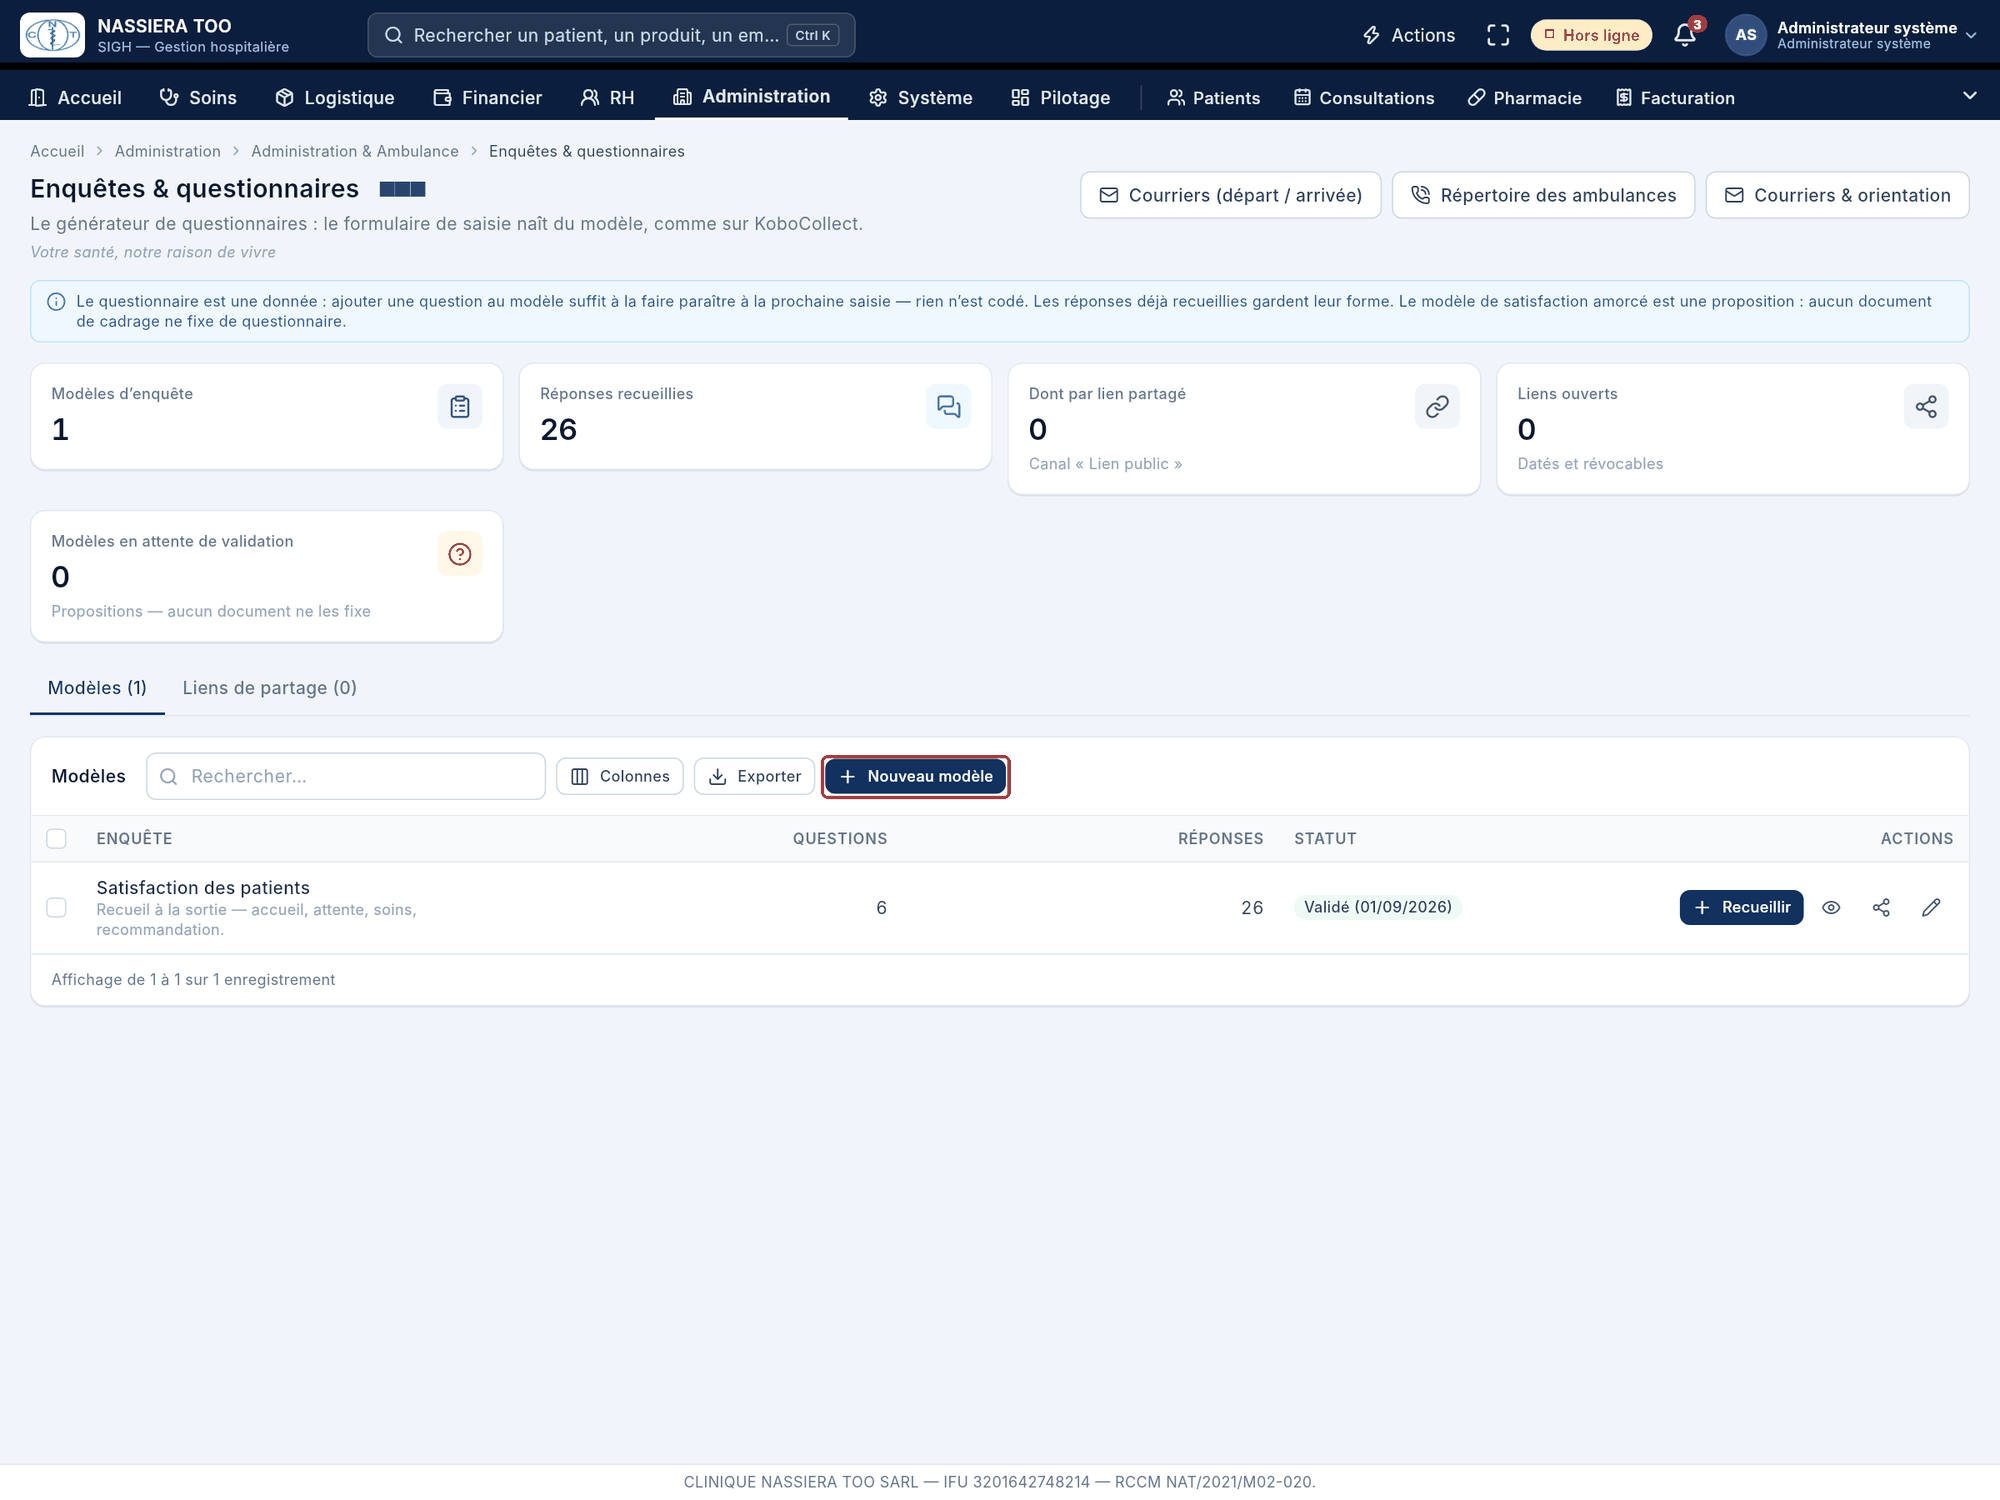 NASSIERA TOO
SIGH — Gestion hospitalière
Rechercher un patient, un produit, un em...
Ctrl K
Actions
Hors ligne
3
AS
Administrateur système
Administrateur système
Accueil
Soins
Logistique
Financier
RH
Administration
Système
Pilotage
Patients
Consultations
Pharmacie
Facturation
Accueil
Administration
Administration & Ambulance
Enquêtes & questionnaires
Enquêtes & questionnaires
Courriers (départ / arrivée)
Répertoire des ambulances
Courriers & orientation
Le générateur de questionnaires : le formulaire de saisie naît du modèle, comme sur KoboCollect.
Votre santé, notre raison de vivre
Le questionnaire est une donnée : ajouter une question au modèle suffit à la faire paraître à la prochaine saisie — rien n'est codé. Les réponses déjà recueillies gardent leur forme. Le modèle de satisfaction amorcé est une proposition : aucun document
de cadrage ne fixe de questionnaire.
Modèles d'enquête
1
Réponses recueillies
26
Dont par lien partagé
0
Canal « Lien public »
Liens ouverts
0
Datés et révocables
Modèles en attente de validation
0
Propositions — aucun document ne les fixe
Modèles (1)
Liens de partage (0)
Modèles
Rechercher...
Colonnes
Exporter
Nouveau modèle
ENQUÊTE
QUESTIONS
RÉPONSES
STATUT
ACTIONS
Satisfaction des patients
Recueil à la sortie — accueil, attente, soins,
recommandation.
6
26
Validé (01/09/2026)
Recueillir
Affichage de 1 à 1 sur 1 enregistrement
CLINIQUE NASSIERA TOO SARL — IFU 3201642748214 — RCCM NAT/2021/M02-020.